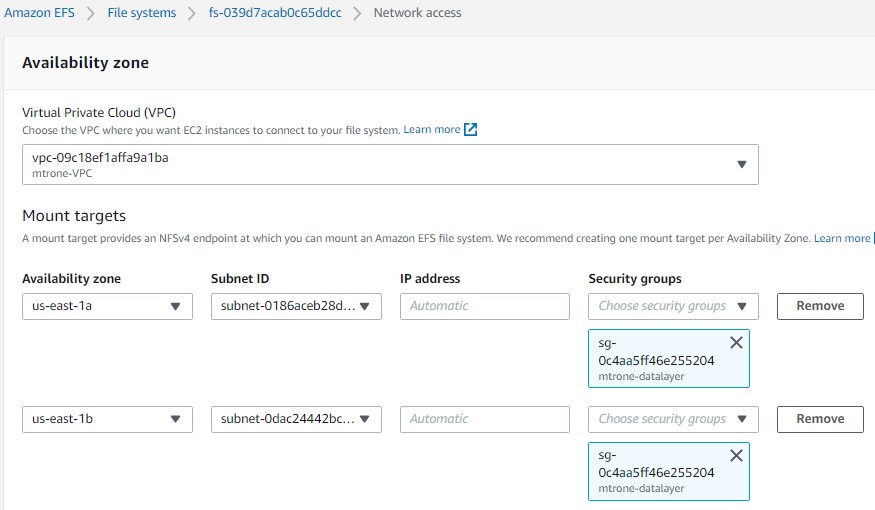 Amazon EFS > File systems > fs-039d7acab0c65ddcc > Network access
Availability zone
Virtual Private Cloud (VPC)
Choose the VPC where you want EC2 instances to connect to your file system. Learn more
vpc-09c18ef1affa9a1ba
mtrone-VPC
Mount targets
A mount target provides an NFSv4 endpoint at which you can mount an Amazon EFS file system. We recommend creating one mount target per Availability Zone. Learn more
Availability zone Subnet ID IP address Security groups
us-east-1a subnet-0186aceb28d... Automatic Choose security groups Remove
sg-
0c4aa5ff46e255204
mtrone-datalayer
us-east-1b subnet-0dac24442bc... Automatic Choose security groups Remove
sg-
0c4aa5ff46e255204
mtrone-datalayer